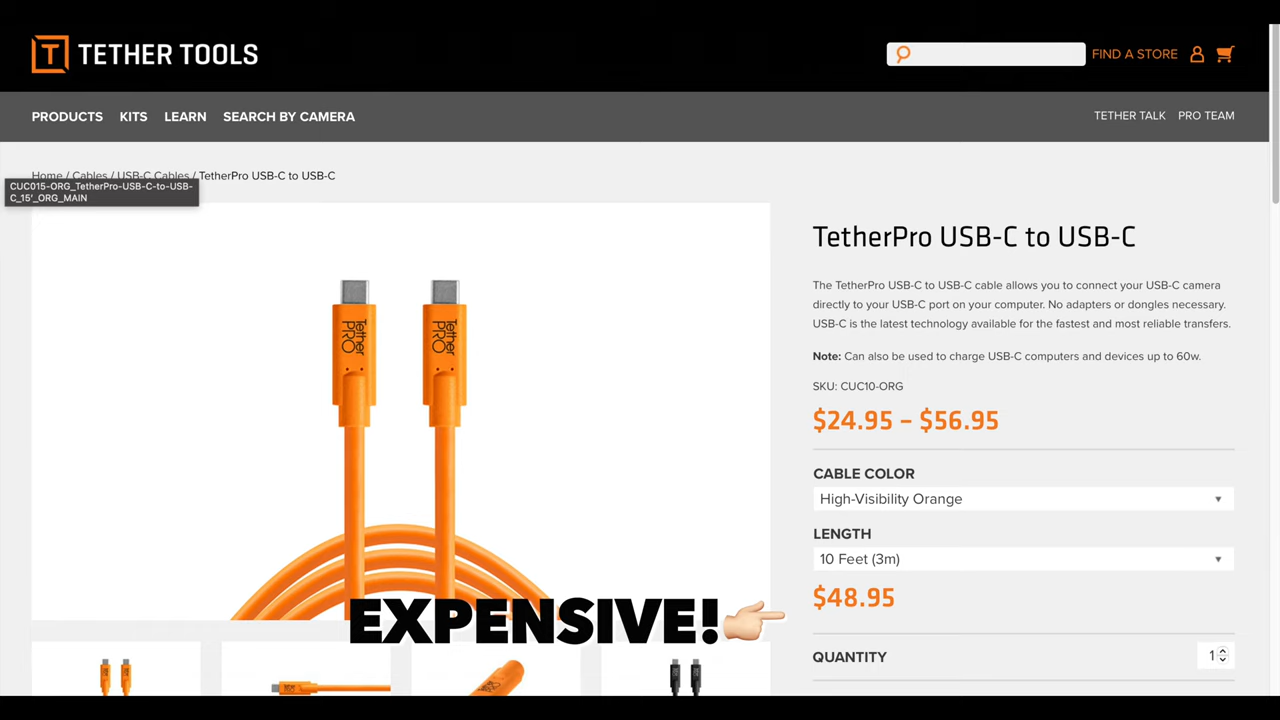 TETHER TOOLS
FIND A STORE
PRODUCTS KITS LEARN SEARCH BY CAMERA
TETHER TALK PRO TEAM
Home / Cables / USB-C Cables / TetherPro USB-C to USB-C
CUC015-ORG_TetherPro-USB-C-to-USB-
C_15'_ORG_MAIN
Tether PRO
Tether PRO
TetherPro USB-C to USB-C
The TetherPro USB-C to USB-C cable allows you to connect your USB-C camera
directly to your USB-C port on your computer. No adapters or dongles necessary.
USB-C is the latest technology available for the fastest and most reliable transfers.
Note: Can also be used to charge USB-C computers and devices up to 60w.
SKU: CUC10-ORG
$24.95 – $56.95
CABLE COLOR
High-Visibility Orange
LENGTH
10 Feet (3m)
$48.95
EXPENSIVE!
QUANTITY
1